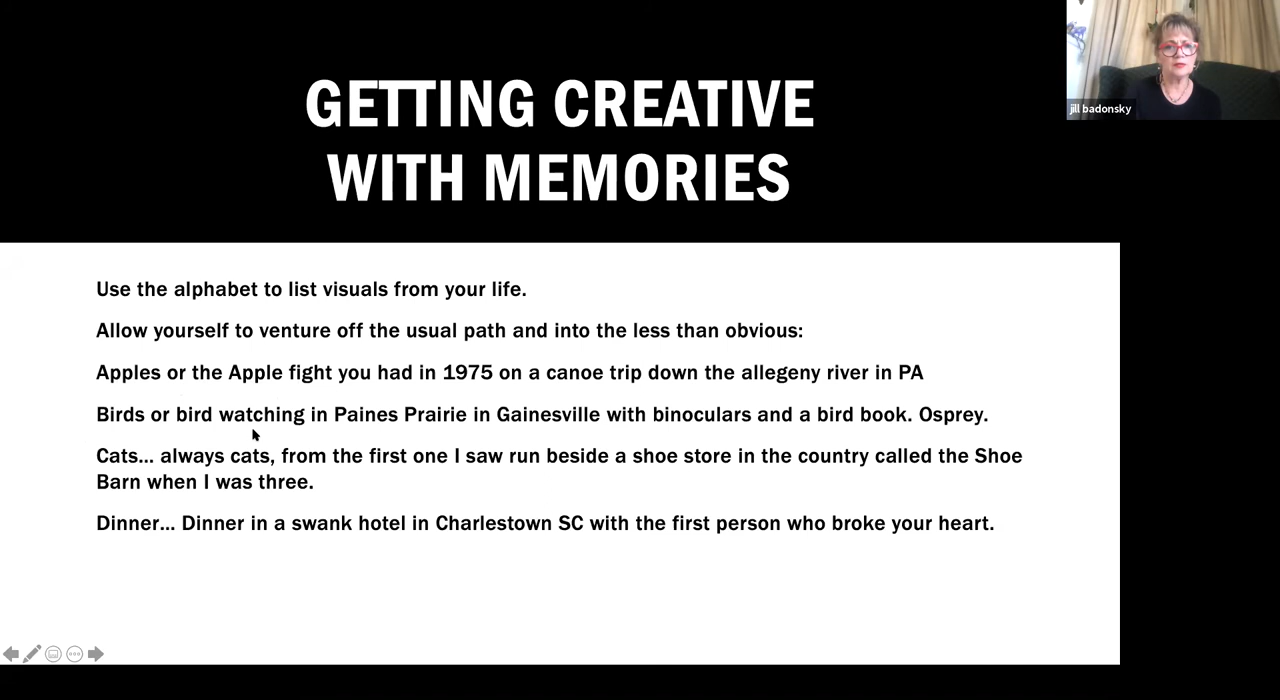 GETTING CREATIVE
WITH MEMORIES
jill badonsky
Use the alphabet to list visuals from your life.
Allow yourself to venture off the usual path and into the less than obvious:
Apples or the Apple fight you had in 1975 on a canoe trip down the allegeny river in PA
Birds or bird watching in Paines Prairie in Gainesville with binoculars and a bird book. Osprey.
Cats... always cats, from the first one I saw run beside a shoe store in the country called the Shoe
Barn when I was three.
Dinner... Dinner in a swank hotel in Charlestown SC with the first person who broke your heart.